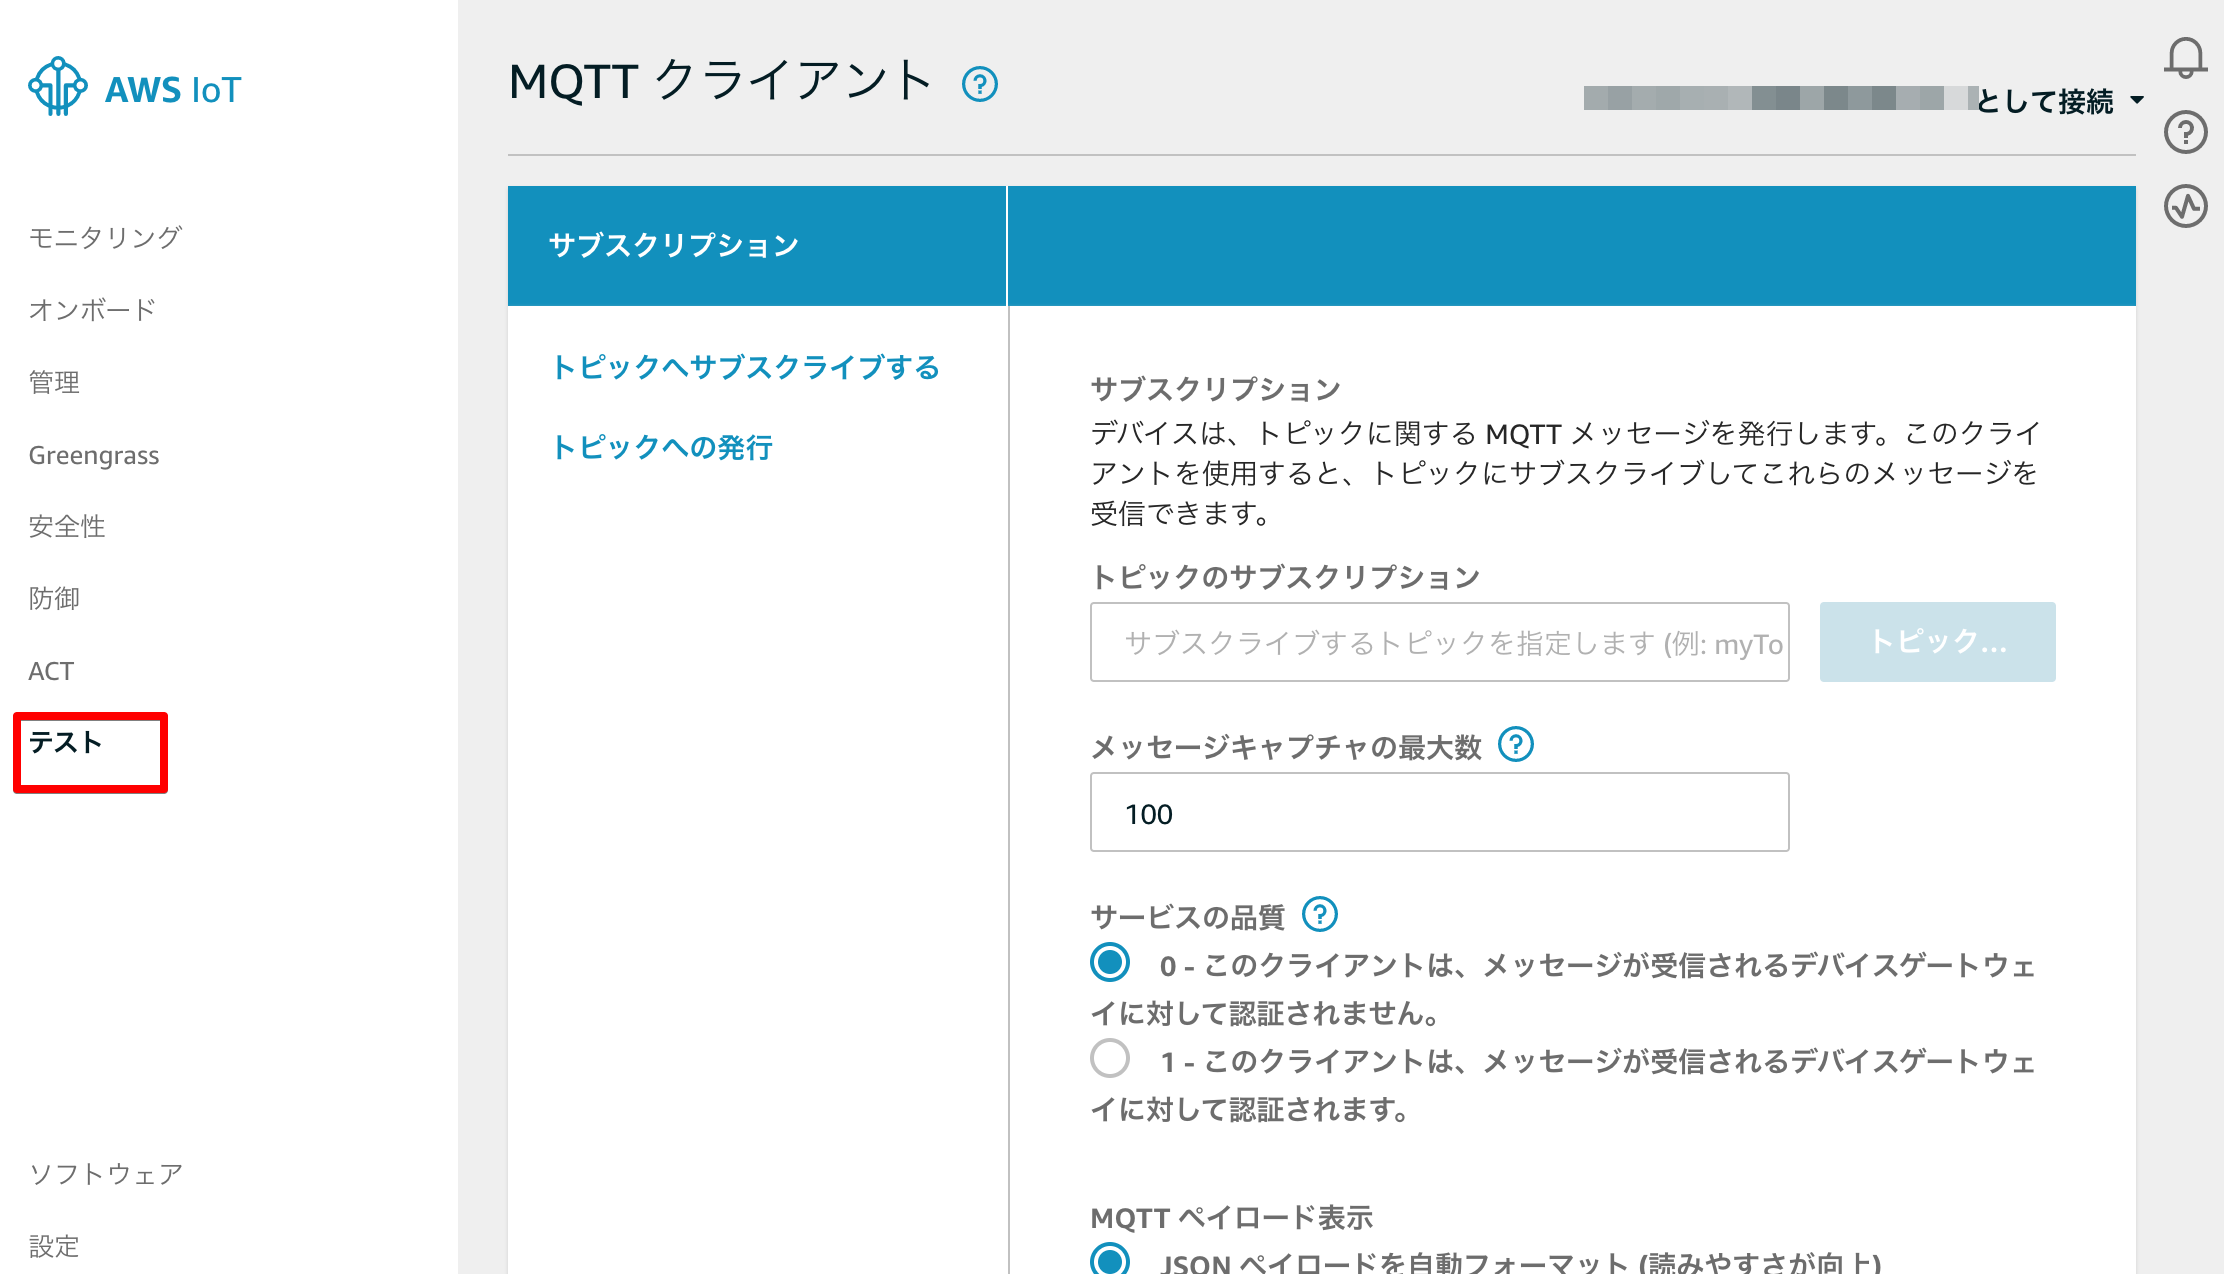 AWS IoT
モニタリング
オンボード
管理
Greengrass
安全性
防御
ACT
テスト
ソフトウェア
設定
MQTT クライアント
として接続
サブスクリプション
トピックへサブスクライブする
トピックへの発行
サブスクリプション
デバイスは、トピックに関する MQTT メッセージを発行します。このクライ
アントを使用すると、トピックにサブスクライブしてこれらのメッセージを
受信できます。
トピックのサブスクリプション
サブスクライブするトピックを指定します (例: myTo
トピック...
メッセージキャプチャの最大数
100
サービスの品質
0 - このクライアントは、メッセージが受信されるデバイスゲートウェ
イに対して認証されません。
1 - このクライアントは、メッセージが受信されるデバイスゲートウェ
イに対して認証されます。
MQTT ペイロード表示
JSON ペイロードを自動フォーマット (読みやすさが向上)